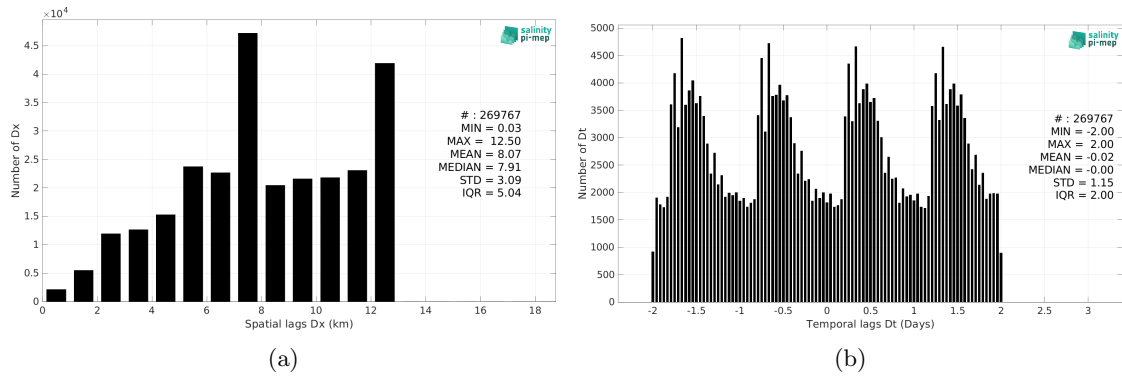 ×10⁴
4.5
4
3.5
3
2.5
2
1.5
1
0.5
0
0 2 4 6 8 10 12 14 16 18
Number of Dx
Spatial lags Dx (km)
salinity
pi-mep
# : 269767
MIN = 0.03
MAX = 12.50
MEAN = 8.07
MEDIAN = 7.91
STD = 3.09
IQR = 5.04
(a)
5000
4500
4000
3500
3000
2500
2000
1500
1000
500
0
-2 -1.5 -1 -0.5 0 0.5 1 1.5 2 2.5 3
Number of Dt
Temporal lags Dt (Days)
salinity
pi-mep
# : 269767
MIN = -2.00
MAX = 2.00
MEAN = -0.02
MEDIAN = -0.00
STD = 1.15
IQR = 2.00
(b)